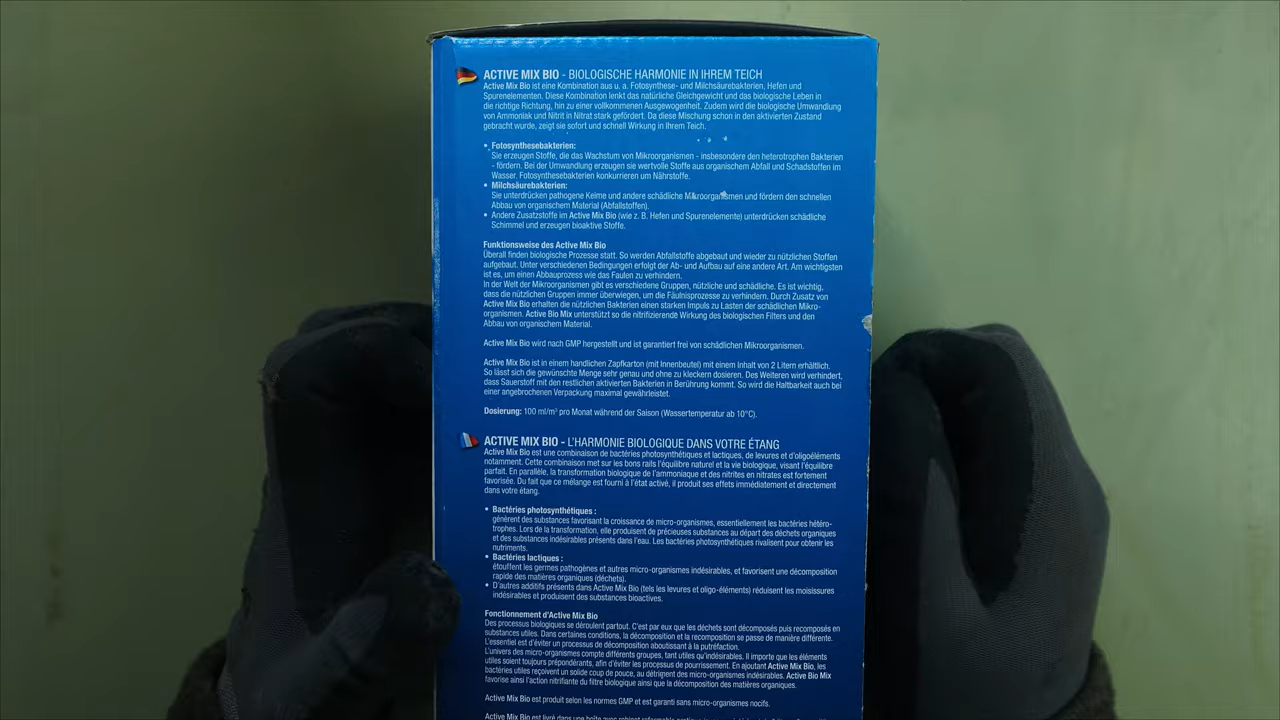 ACTIVE MIX BIO - BIOLOGISCHE HARMONIE IN IHREM TEICH
Active Mix Bio ist eine Kombination aus u. a. Fotosynthese- und Milchsäurebakterien, Hefen und
Spurenelementen. Diese Kombination lenkt das natürliche Gleichgewicht und das biologische Leben in
die richtige Richtung, hin zu einer vollkommenen Ausgewogenheit. Zudem wird die biologische Umwandlung
von Ammoniak und Nitrit in Nitrat stark gefördert. Da diese Mischung schon in den aktivierten Zustand
gebracht wurde, zeigt sie sofort und schnell Wirkung in Ihrem Teich.
• Fotosynthesebakterien:
Sie erzeugen Stoffe, die das Wachstum von Mikroorganismen - insbesondere den heterotrophen Bakterien
- fördern. Bei der Umwandlung erzeugen sie wertvolle Stoffe aus organischem Abfall und Schadstoffen im
Wasser. Fotosynthesebakterien konkurrieren um Nährstoffe.
• Milchsäurebakterien:
Sie unterdrücken pathogene Keime und andere schädliche Mikroorganismen und fördern den schnellen
Abbau von organischem Material (Abfallstoffen).
• Andere Zusatzstoffe im Active Mix Bio (wie z. B. Hefen und Spurenelemente) unterdrücken schädliche
Schimmel und erzeugen bioaktive Stoffe.
Funktionsweise des Active Mix Bio
Überall finden biologische Prozesse statt. So werden Abfallstoffe abgebaut und wieder zu nützlichen Stoffen
aufgebaut. Unter verschiedenen Bedingungen erfolgt der Ab- und Aufbau auf eine andere Art. Am wichtigsten
ist es, um einen Abbauprozess wie das Faulen zu verhindern.
In der Welt der Mikroorganismen gibt es verschiedene Gruppen, nützliche und schädliche. Es ist wichtig,
dass die nützlichen Gruppen immer überwiegen, um die Fäulnisprozesse zu verhindern. Durch Zusatz von
Active Mix Bio erhalten die nützlichen Bakterien einen starken Impuls zu Lasten der schädlichen Mikro-
organismen. Active Bio Mix unterstützt so die nitrifizierende Wirkung des biologischen Filters und den
Abbau von organischem Material.
Active Mix Bio wird nach GMP hergestellt und ist garantiert frei von schädlichen Mikroorganismen.
Active Mix Bio ist in einem handlichen Zapfkarton (mit Innenbeutel) mit einem Inhalt von 2 Litern erhältlich.
So lässt sich die gewünschte Menge sehr genau und ohne zu kleckern dosieren. Des Weiteren wird verhindert,
dass Sauerstoff mit den restlichen aktivierten Bakterien in Berührung kommt. So wird die Haltbarkeit auch bei
einer angebrochenen Verpackung maximal gewährleistet.
Dosierung: 100 ml/m³ pro Monat während der Saison (Wassertemperatur ab 10°C).
ACTIVE MIX BIO - L'HARMONIE BIOLOGIQUE DANS VOTRE ÉTANG
Active Mix Bio est une combinaison de bactéries photosynthétiques et lactiques, de levures et d'oligoéléments
notamment. Cette combinaison met sur les bons rails l'équilibre naturel et la vie biologique, visant l'équilibre
parfait. En parallèle, la transformation biologique de l'ammoniaque et des nitrites en nitrates est fortement
favorisée. Du fait que ce mélange est fourni à l'état activé, il produit ses effets immédiatement et directement
dans votre étang.
• Bactéries photosynthétiques :
génèrent des substances favorisant la croissance de micro-organismes, essentiellement les bactéries hétéro-
trophes. Lors de la transformation, elle produisent de précieuses substances au départ des déchets organiques
et des substances indésirables présents dans l'eau. Les bactéries photosynthétiques rivalisent pour obtenir les
nutriments.
• Bactéries lactiques :
étouffent les germes pathogènes et autres micro-organismes indésirables, et favorisent une décomposition
rapide des matières organiques (déchets).
• D'autres additifs présents dans Active Mix Bio (tels les levures et oligo-éléments) réduisent les moisissures
indésirables et produisent des substances bioactives.
Fonctionnement d'Active Mix Bio
Des processus biologiques se déroulent partout. C'est par eux que les déchets sont décomposés puis recomposés en
substances utiles. Dans certaines conditions, la décomposition et la recomposition se passe de manière différente.
L'essentiel est d'éviter un processus de décomposition aboutissant à la putréfaction.
L'univers des micro-organismes compte différents groupes, tant utiles qu'indésirables. Il importe que les éléments
utiles soient toujours prépondérants, afin d'éviter les processus de pourrissement. En ajoutant Active Mix Bio, les
bactéries utiles reçoivent un solide coup de pouce, au détriment des micro-organismes indésirables. Active Bio Mix
favorise ainsi l'action nitrifiante du filtre biologique ainsi que la décomposition des matières organiques.
Active Mix Bio est produit selon les normes GMP et est garanti sans micro-organismes nocifs.
Active Mix Bio est livré dans une boîte avec robinet